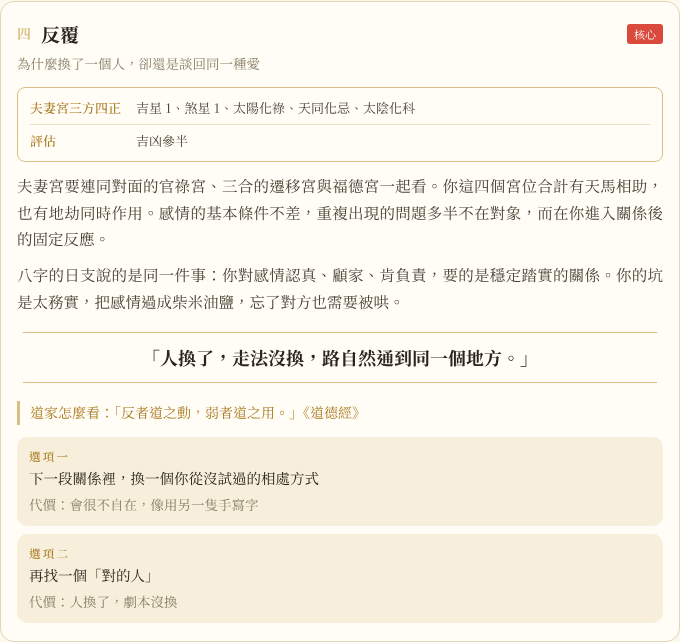 四 反覆 核心
為什麼換了一個人，卻還是談回同一種愛
夫妻宮三方四正 吉星 1、煞星 1、太陽化祿、天同化忌、太陰化科
評估 吉凶參半
夫妻宮要連同對面的官祿宮、三合的遷移宮與福德宮一起看。你這四個宮位合計有天馬相助，
也有地劫同時作用。感情的基本條件不差，重複出現的問題多半不在對象，而在你進入關係後
的固定反應。
八字的日支說的是同一件事：你對感情認真、顧家、肯負責，要的是穩定踏實的關係。你的坑
是太務實，把感情過成柴米油鹽，忘了對方也需要被哄。
「人換了，走法沒換，路自然通到同一個地方。」
道家怎麼看：「反者道之動，弱者道之用。」《道德經》
選項一
下一段關係裡，換一個你從沒試過的相處方式
代價：會很不自在，像用另一隻手寫字
選項二
再找一個「對的人」
代價：人換了，劇本沒換